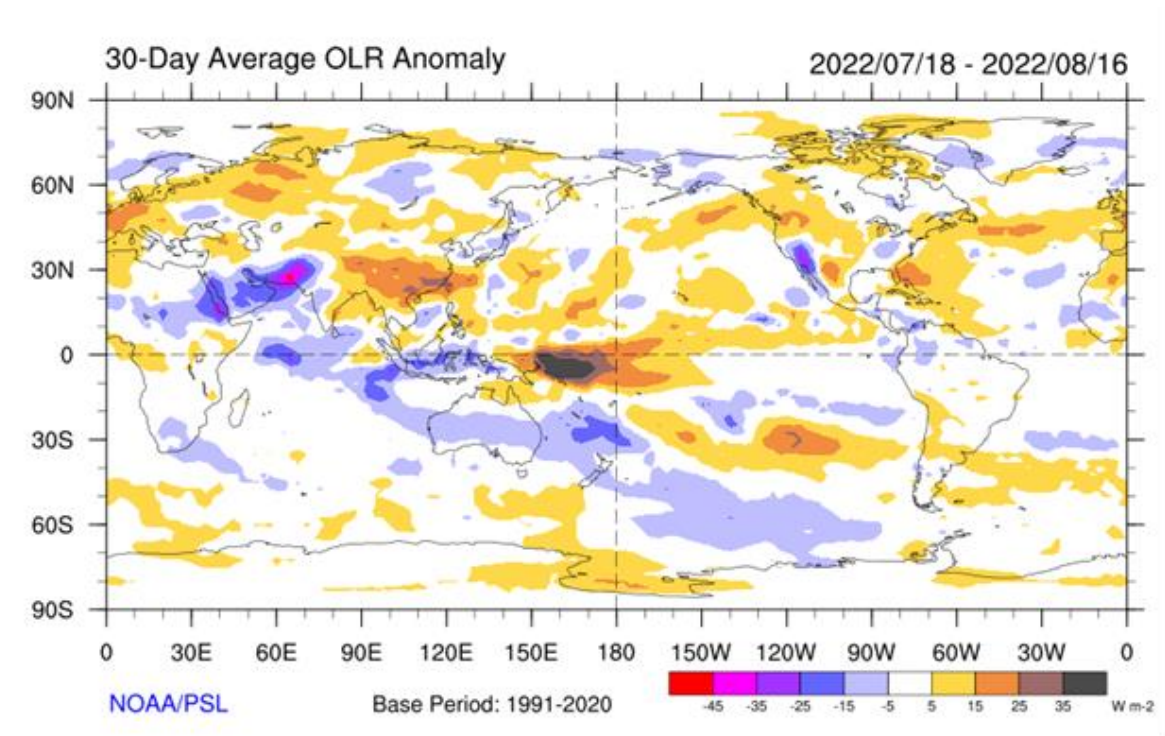 30-Day Average OLR Anomaly 2022/07/18 - 2022/08/16
90N
60N
30N
0
30S
60S
90S
0 30E 60E 90E 120E 150E 180 150W 120W 90W 60W 30W 0
-45 -35 -25 -15 -5 5 15 25 35 W m-2
NOAA/PSL Base Period: 1991-2020